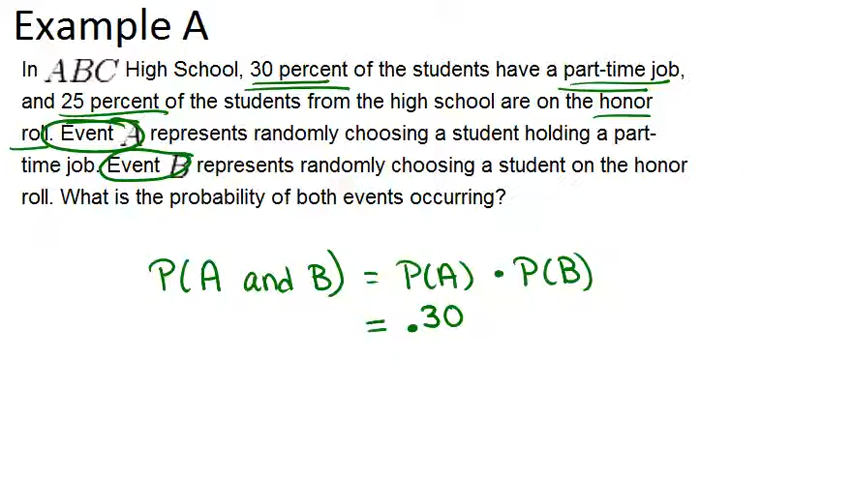 Example A
In ABC High School, 30 percent of the students have a part-time job,
and 25 percent of the students from the high school are on the honor
roll. Event A represents randomly choosing a student holding a part-
time job. Event B represents randomly choosing a student on the honor
roll. What is the probability of both events occurring?
P(A and B) = P(A) · P(B)
= .30